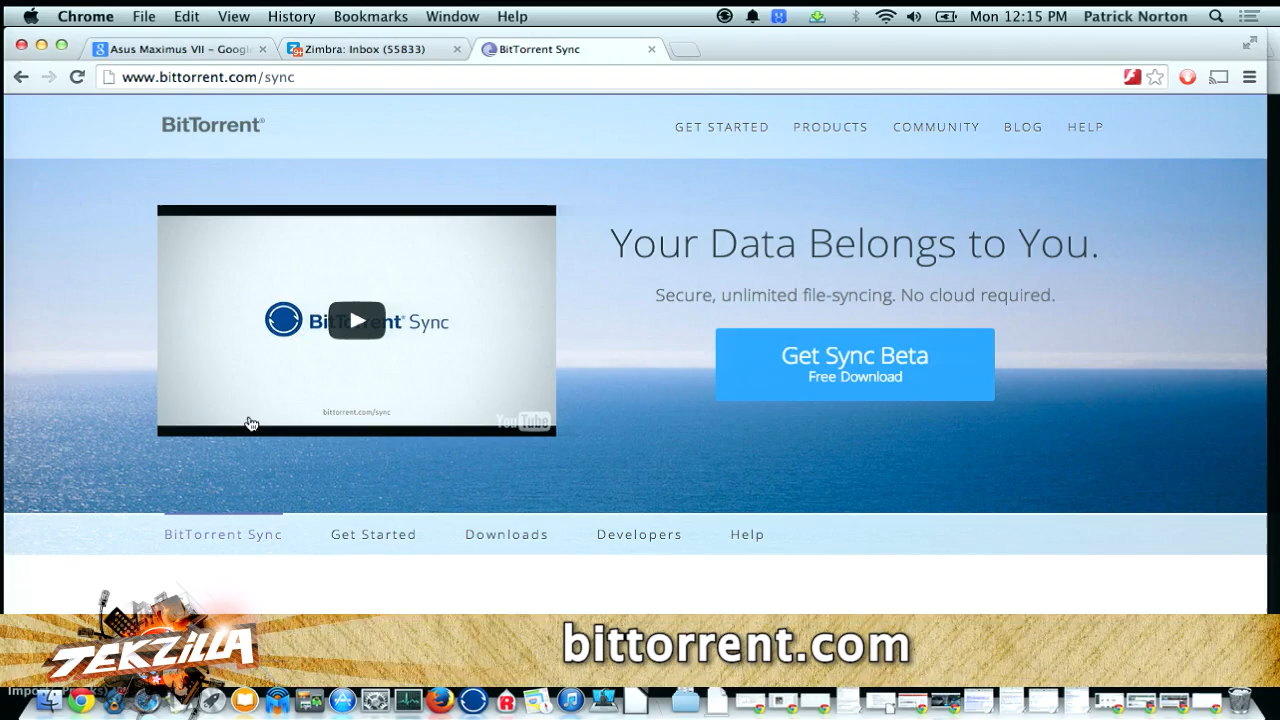 Chrome File Edit View History Bookmarks Window Help Mon 12:15 PM Patrick Norton
Asus Maximus VII – Googl
Zimbra: Inbox (55833)
BitTorrent Sync
www.bittorrent.com/sync
BitTorrent®
GET STARTED PRODUCTS COMMUNITY BLOG HELP
Your Data Belongs to You.
Secure, unlimited file-syncing. No cloud required.
BitTorrent® Sync
Get Sync Beta
Free Download
bittorrent.com/sync
YouTube
BitTorrent Sync Get Started Downloads Developers Help
TEKZILLA
bittorrent.com